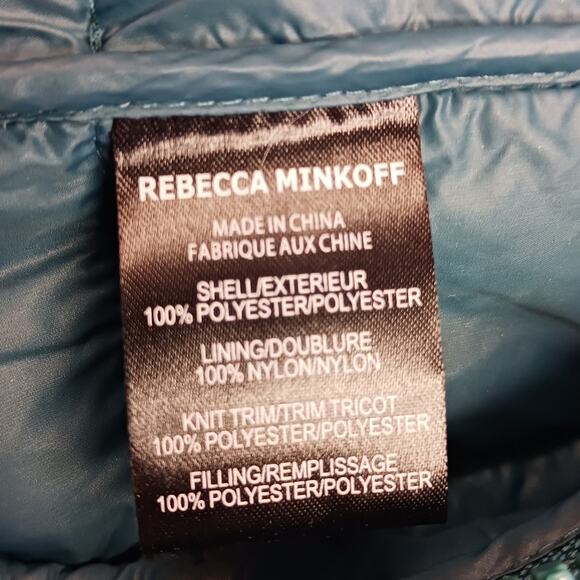 REBECCA MINKOFF
MADE IN CHINA
FABRIQUE AUX CHINE
SHELL/EXTERIEUR
100% POLYESTER/POLYESTER
LINING/DOUBLURE
100% NYLON/NYLON
KNIT TRIM/TRIM TRICOT
100% POLYESTER/POLYESTER
FILLING/REMPLISSAGE
100% POLYESTER/POLYESTER